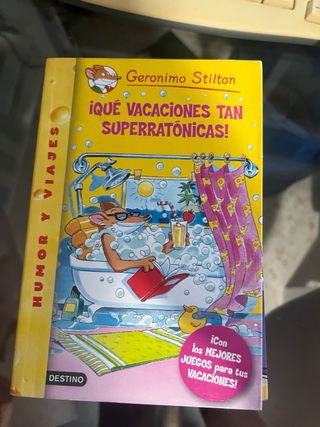 Geronimo Stilton
¡QUÉ VACACIONES TAN
SUPERRATÓNICAS!
HUMOR Y VIAJES
¡Con
los MEJORES
JUEGOS para tus
VACACIONES!
DESTINO